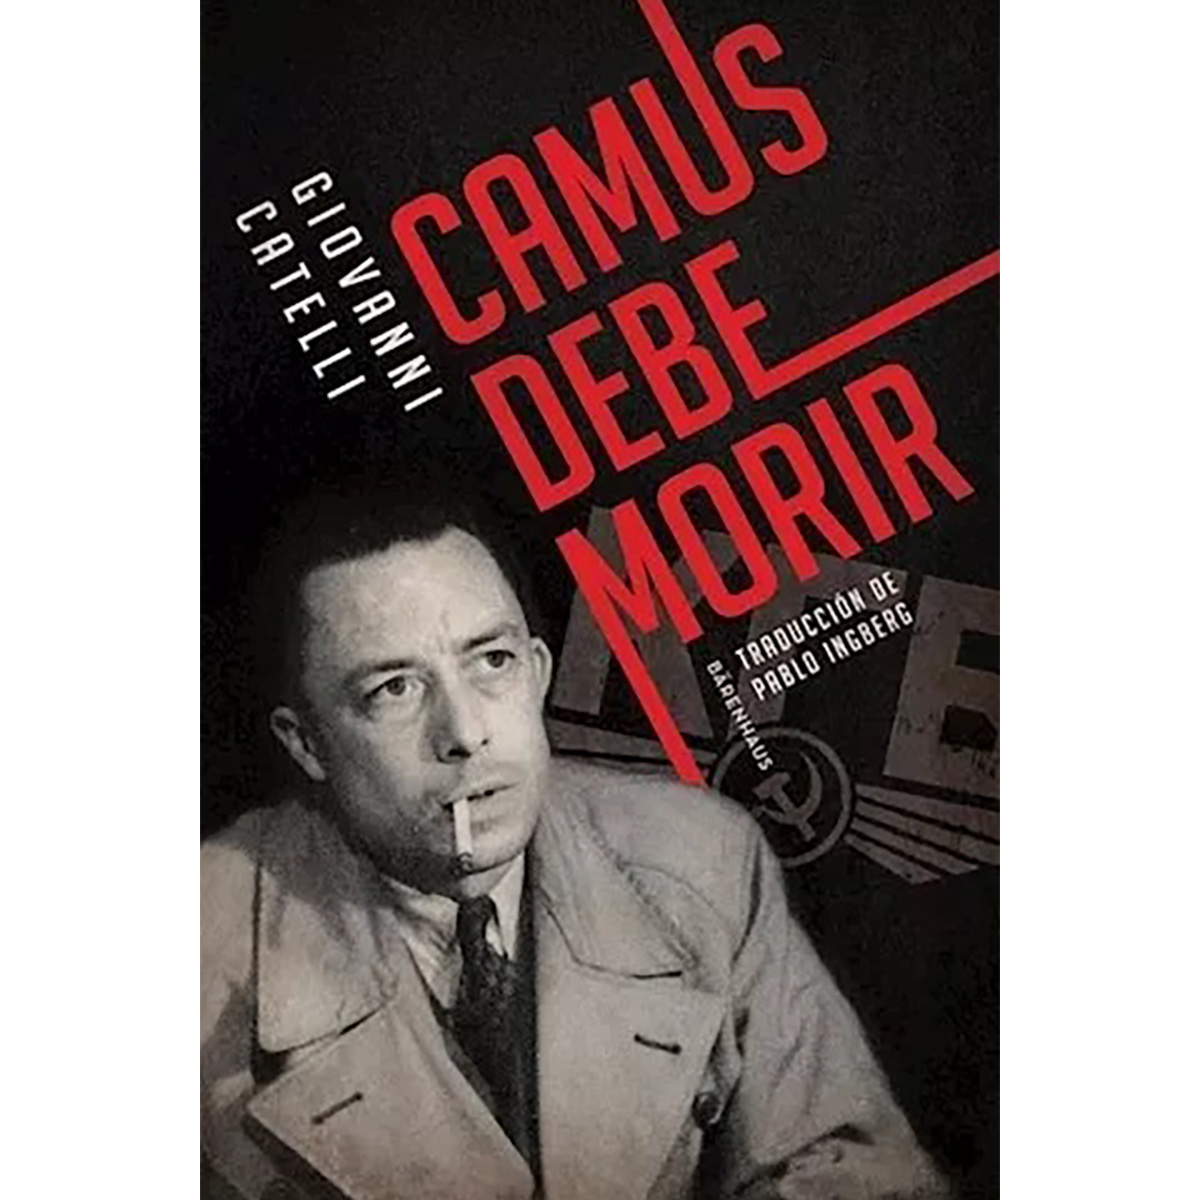 GIOVANNI
CATELLI
CAMUS
DEBE
MORIR
TRADUCCIÓN DE
PABLO INGBERG
BÄRENHAUS